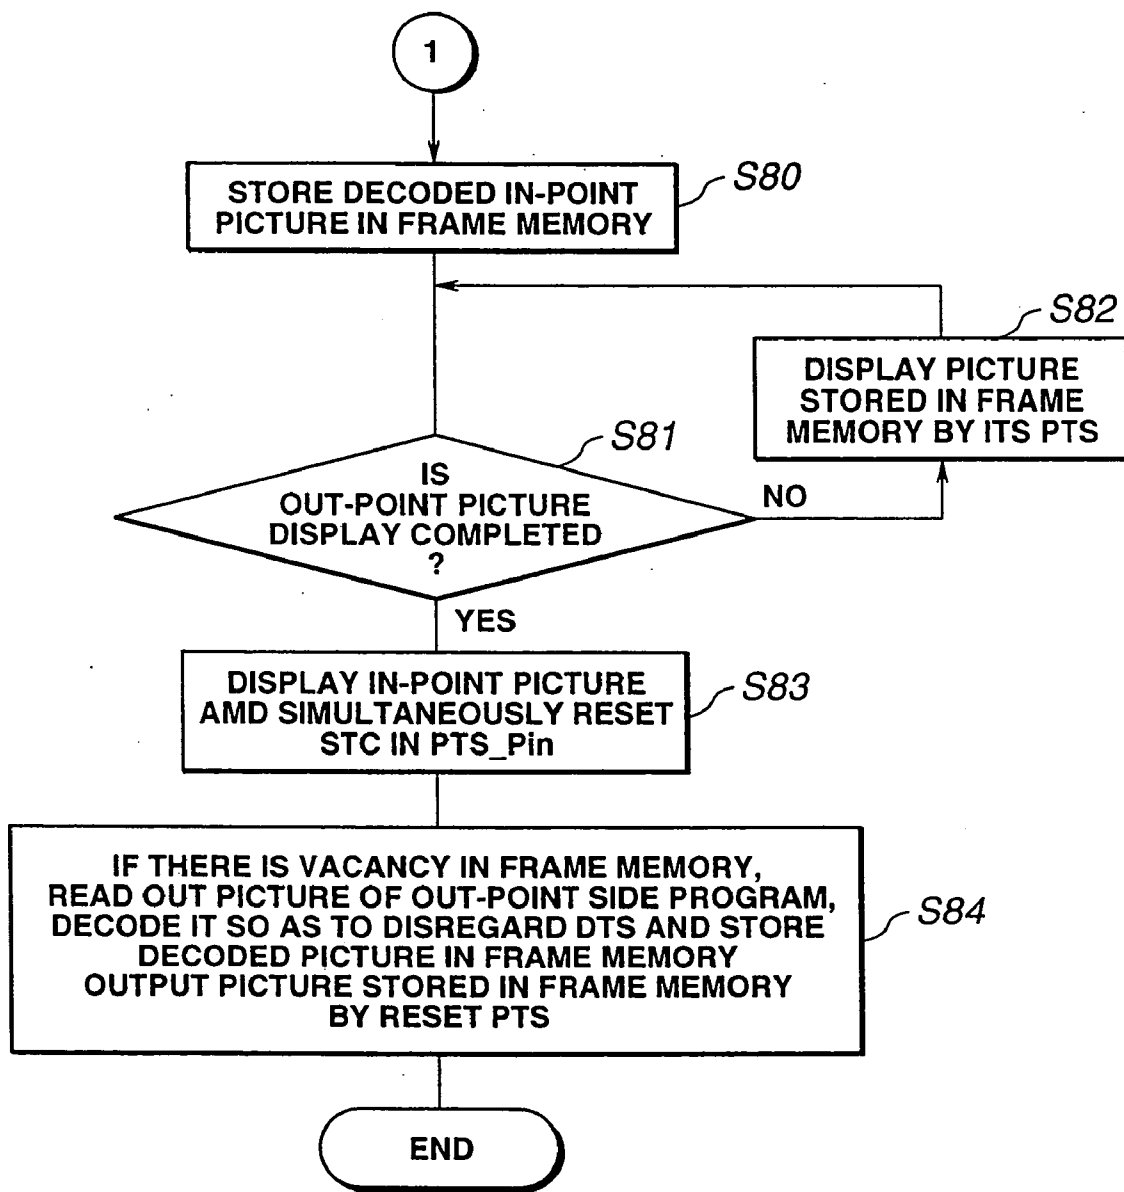 1
STORE DECODED IN-POINT
PICTURE IN FRAME MEMORY
S80
S82
DISPLAY PICTURE
STORED IN FRAME
MEMORY BY ITS PTS
S81
IS
OUT-POINT PICTURE
DISPLAY COMPLETED
?
NO
YES
DISPLAY IN-POINT PICTURE
AMD SIMULTANEOUSLY RESET
STC IN PTS_Pin
S83
IF THERE IS VACANCY IN FRAME MEMORY,
READ OUT PICTURE OF OUT-POINT SIDE PROGRAM,
DECODE IT SO AS TO DISREGARD DTS AND STORE
DECODED PICTURE IN FRAME MEMORY
OUTPUT PICTURE STORED IN FRAME MEMORY
BY RESET PTS
S84
END